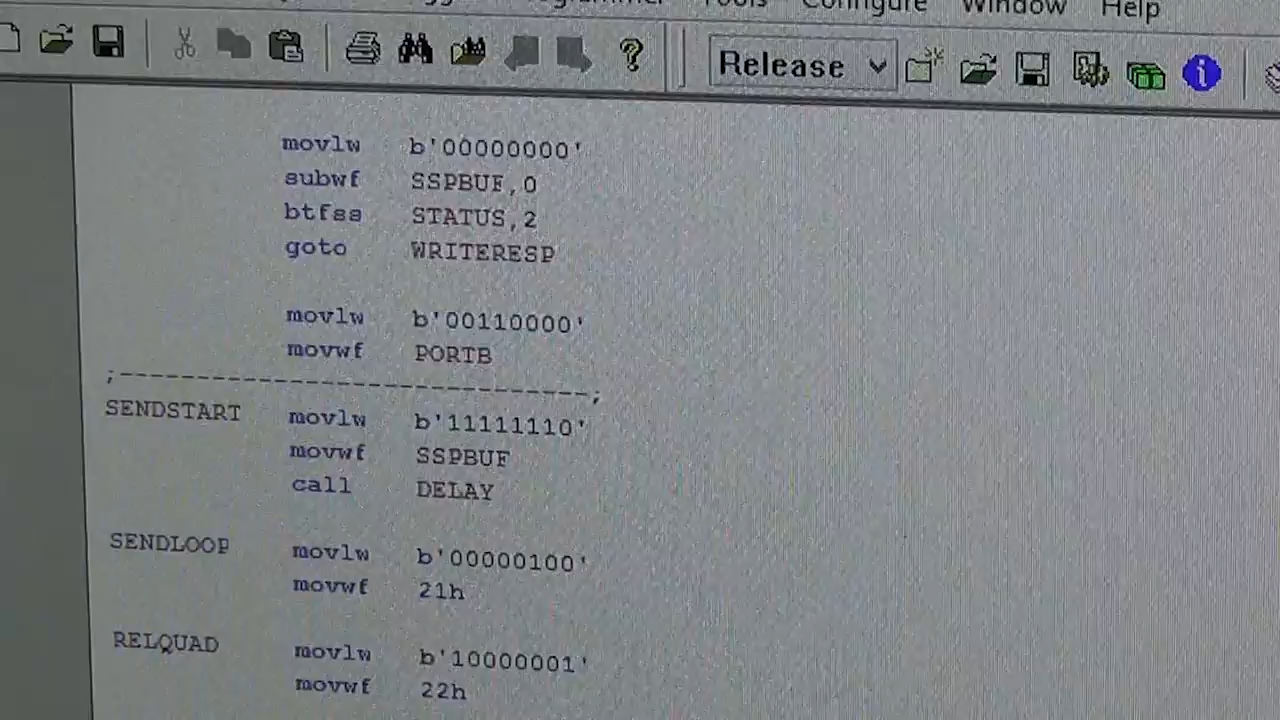 Tools Configure Window Help
Release
movlw b'00000000'
subwf SSPBUF,0
btfss STATUS,2
goto WRITERESP
movlw b'00110000'
movwf PORTB
;-------------------------------;
SENDSTART movlw b'11111110'
movwf SSPBUF
call DELAY
SENDLOOP movlw b'00000100'
movwf 21h
RELQUAD movlw b'10000001'
movwf 22h